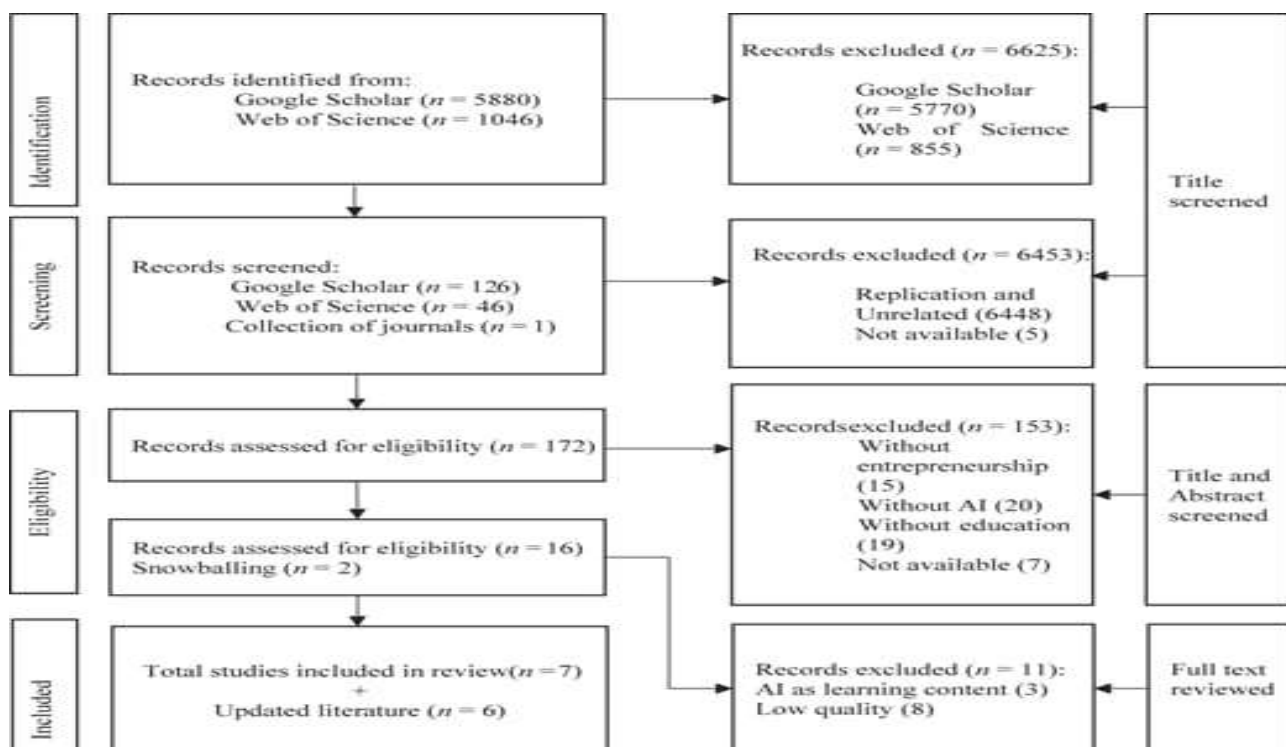 Identification
Records identified from:
Google Scholar (n = 5880)
Web of Science (n = 1046)
Records excluded (n = 6625):
Google Scholar
(n = 5770)
Web of Science
(n = 855)
Title
screened
Screening
Records screened:
Google Scholar (n = 126)
Web of Science (n = 46)
Collection of journals (n = 1)
Records excluded (n = 6453):
Replication and
Unrelated (6448)
Not available (5)
Eligibility
Records assessed for eligibility (n = 172)
Recordsexcluded (n = 153):
Without
entrepreneurship
(15)
Without AI (20)
Without education
(19)
Not available (7)
Title and
Abstract
screened
Records assessed for eligibility (n = 16)
Snowballing (n = 2)
Included
Total studies included in review(n = 7)
+
Updated literature (n = 6)
Records excluded (n = 11):
AI as learning content (3)
Low quality (8)
Full text
reviewed